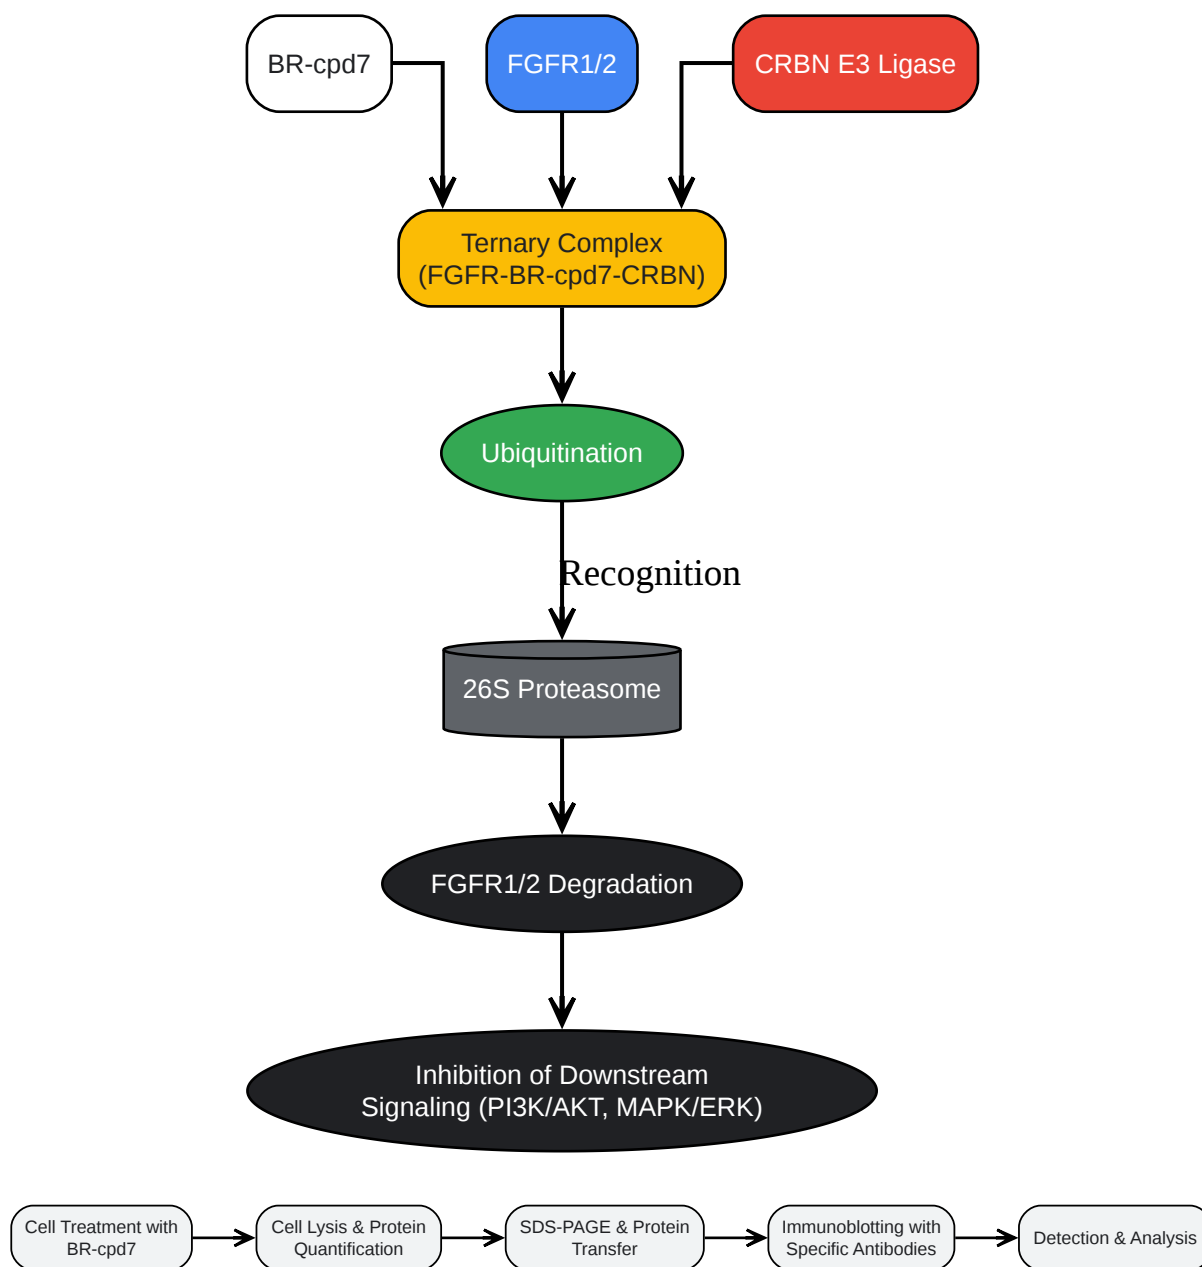 BR-cpd7
FGFR1/2
CRBN E3 Ligase
Ternary Complex
(FGFR-BR-cpd7-CRBN)
Ubiquitination
Recognition
26S Proteasome
FGFR1/2 Degradation
Inhibition of Downstream
Signaling (PI3K/AKT, MAPK/ERK)
Cell Treatment with
BR-cpd7
Cell Lysis & Protein
Quantification
SDS-PAGE & Protein
Transfer
Immunoblotting with
Specific Antibodies
Detection & Analysis